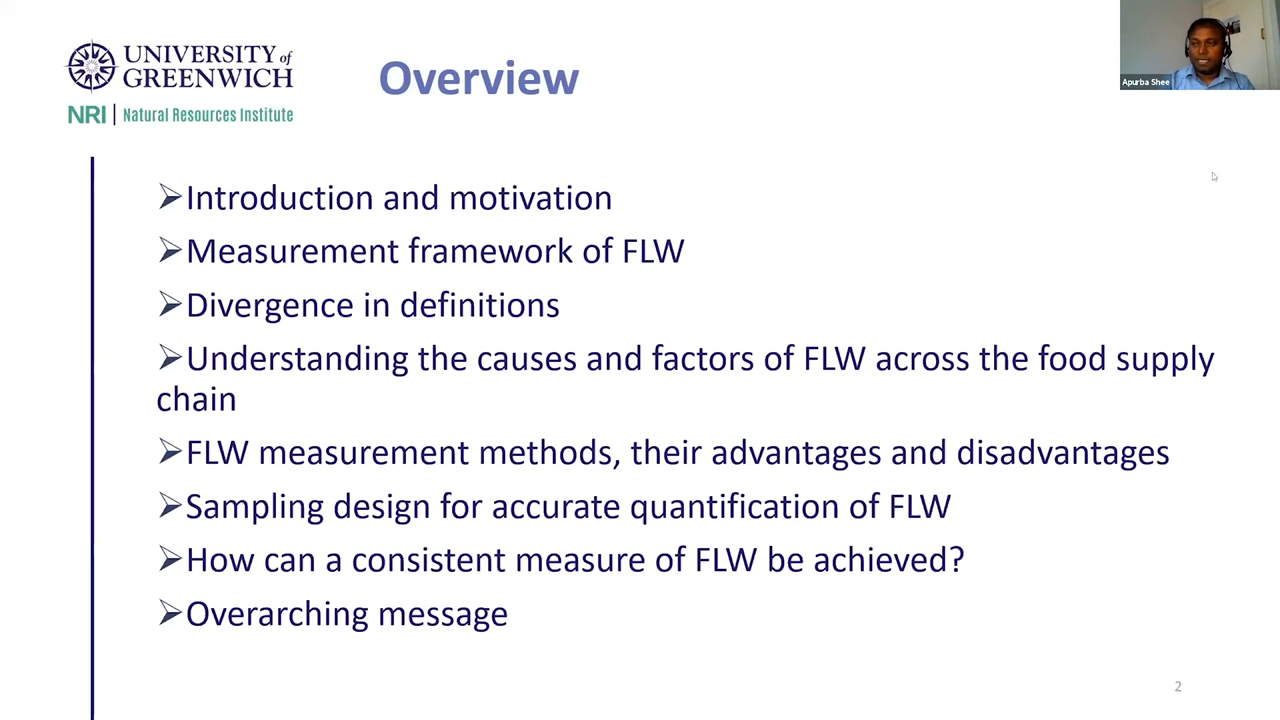 UNIVERSITY of
GREENWICH
NRI | Natural Resources Institute
Overview
Apurba Shee
➢Introduction and motivation
➢Measurement framework of FLW
➢Divergence in definitions
➢Understanding the causes and factors of FLW across the food supply
chain
➢FLW measurement methods, their advantages and disadvantages
➢Sampling design for accurate quantification of FLW
➢How can a consistent measure of FLW be achieved?
➢Overarching message
2